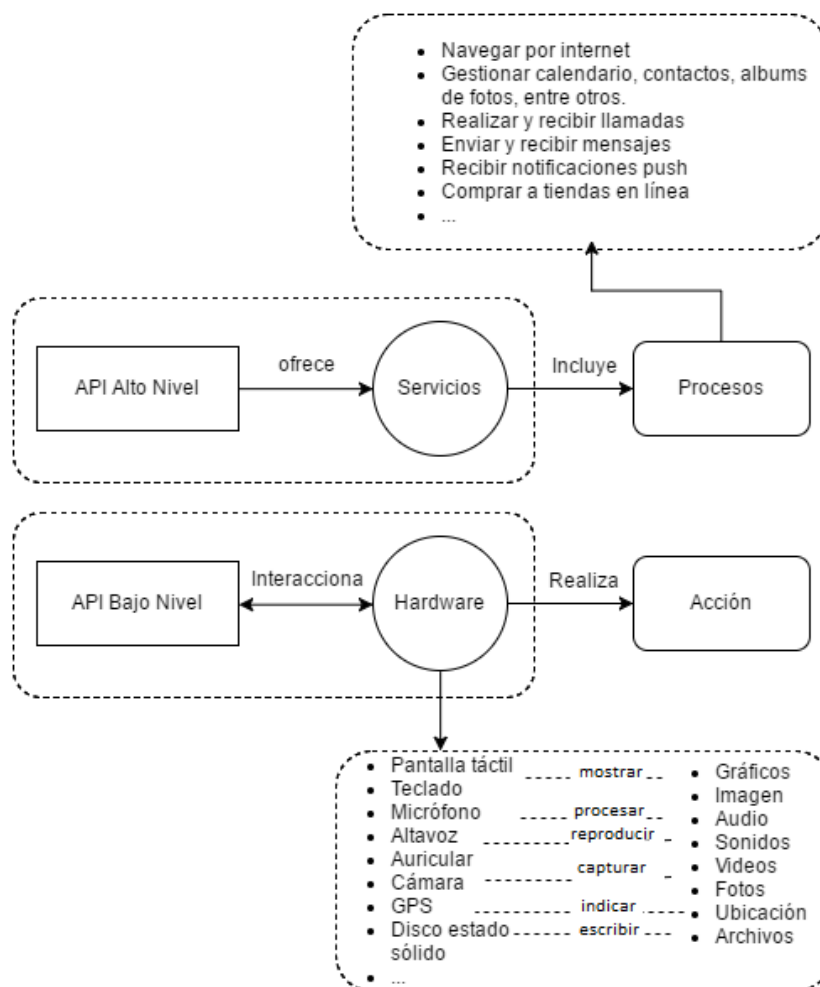 • Navegar por internet
• Gestionar calendario, contactos, albums
de fotos, entre otros.
• Realizar y recibir llamadas
• Enviar y recibir mensajes
• Recibir notificaciones push
• Comprar a tiendas en línea
• ...
API Alto Nivel
ofrece
Servicios
Incluye
Procesos
API Bajo Nivel
Interacciona
Hardware
Realiza
Acción
• Pantalla táctil
• Teclado
• Micrófono
• Altavoz
• Auricular
• Cámara
• GPS
• Disco estado
sólido
• ...
mostrar
procesar
reproducir
capturar
indicar
escribir
• Gráficos
• Imagen
• Audio
• Sonidos
• Videos
• Fotos
• Ubicación
• Archivos